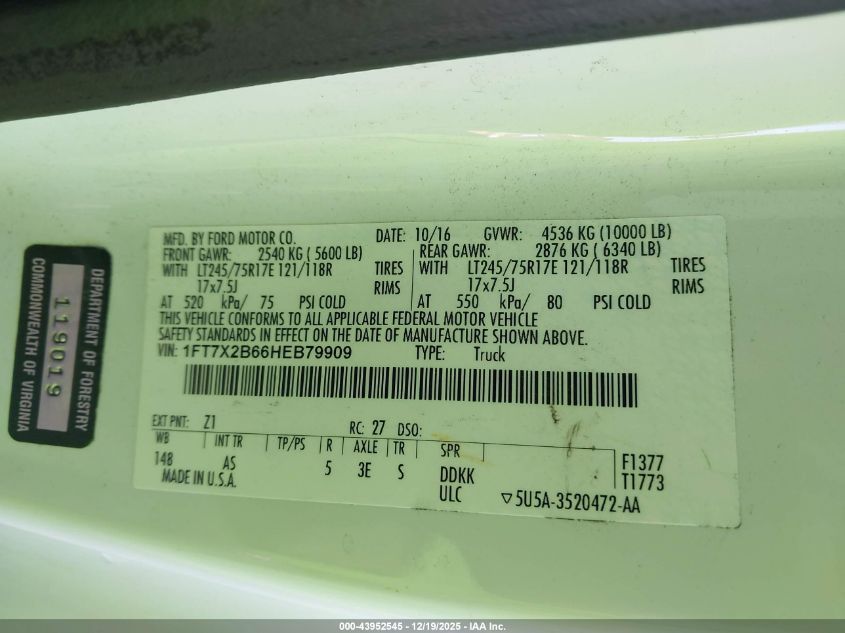 MFD. BY FORD MOTOR CO. DATE: 10/16 GVWR: 4536 KG (10000 LB)
FRONT GAWR: 2540 KG ( 5600 LB) REAR GAWR: 2876 KG ( 6340 LB)
WITH LT245/75R17E 121/118R TIRES WITH LT245/75R17E 121/118R TIRES
17x7.5J RIMS 17x7.5J RIMS
AT 520 kPa/ 75 PSI COLD AT 550 kPa/ 80 PSI COLD
THIS VEHICLE CONFORMS TO ALL APPLICABLE FEDERAL MOTOR VEHICLE
SAFETY STANDARDS IN EFFECT ON THE DATE OF MANUFACTURE SHOWN ABOVE.
VIN: 1FT7X2B66HEB79909 TYPE: Truck
EXT PNT: Z1 RC: 27 DSO:
WB INT TR TP/PS R AXLE TR SPR
148 AS 5 3E S DDKK F1377
MADE IN U.S.A. ULC T1773
▽5U5A-3520472-AA
DEPARTMENT OF FORESTRY
119019
COMMONWEALTH OF VIRGINIA
000-43952545 - 12/19/2025 - IAA Inc.